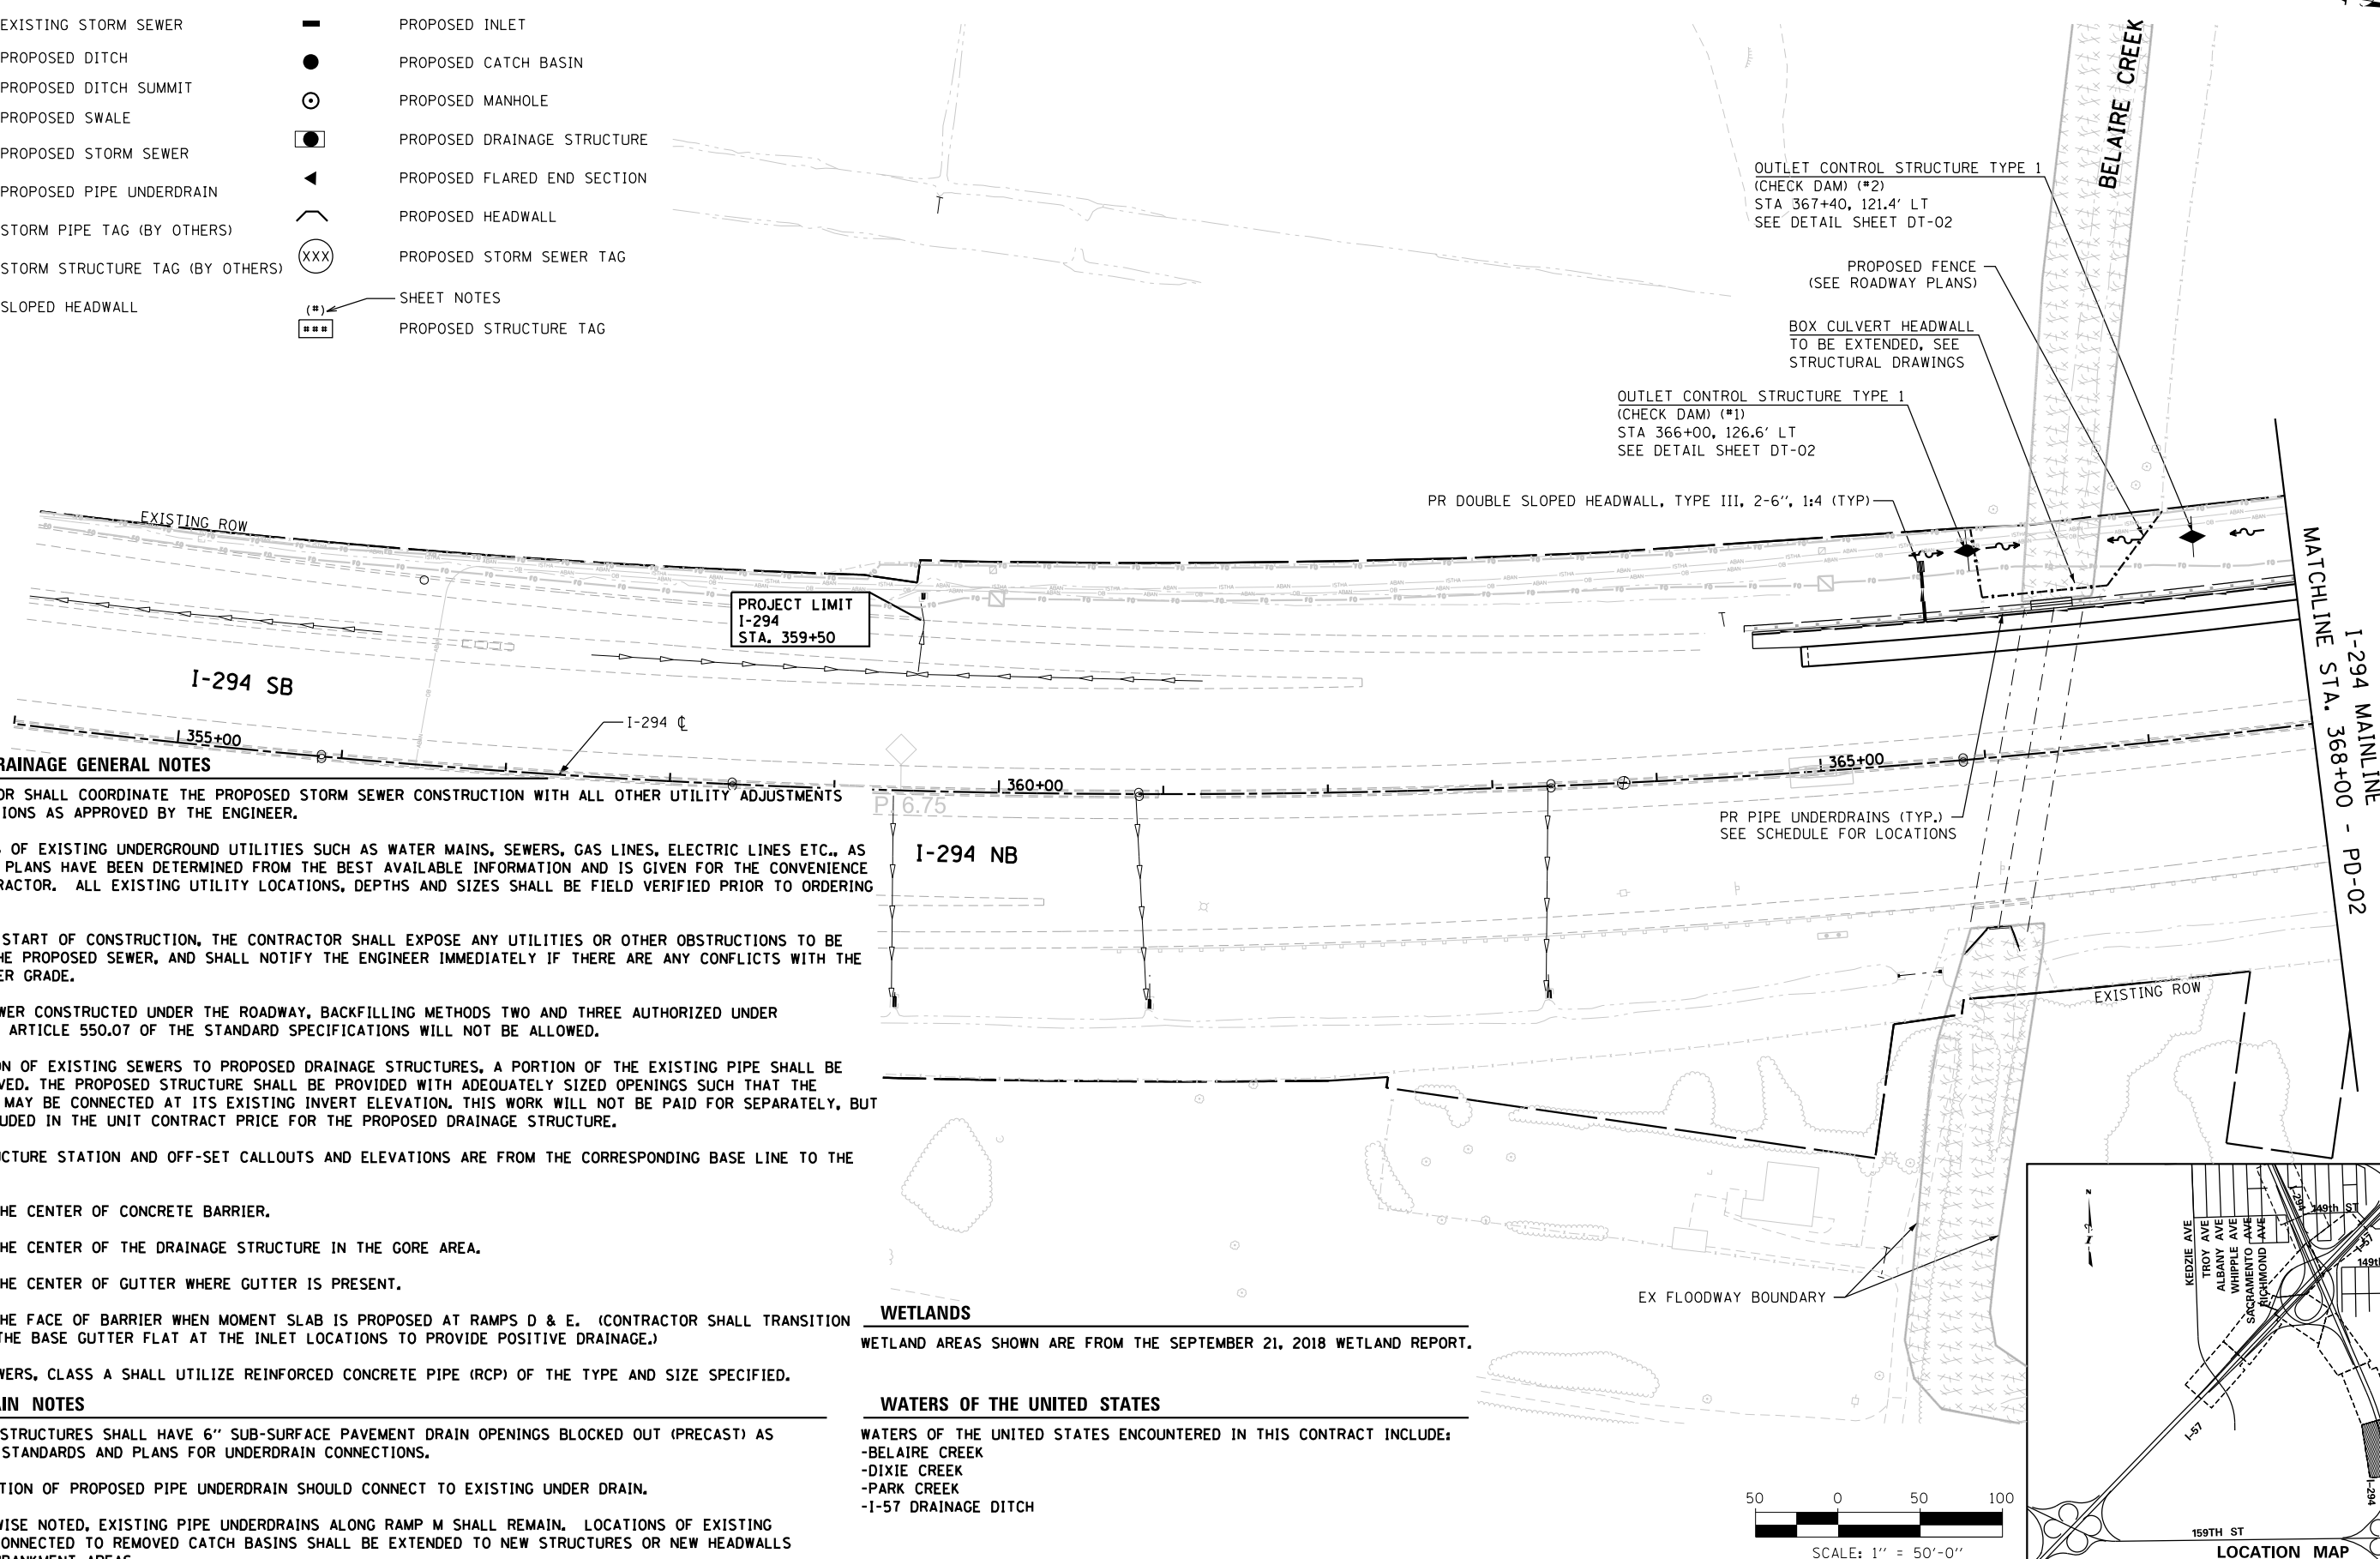 EXISTING STORM SEWER
PROPOSED DITCH
PROPOSED DITCH SUMMIT
PROPOSED SWALE
PROPOSED STORM SEWER
PROPOSED PIPE UNDERDRAIN
STORM PIPE TAG (BY OTHERS)
STORM STRUCTURE TAG (BY OTHERS)
SLOPED HEADWALL
PROPOSED INLET
PROPOSED CATCH BASIN
PROPOSED MANHOLE
PROPOSED DRAINAGE STRUCTURE
PROPOSED FLARED END SECTION
PROPOSED HEADWALL
XXX
PROPOSED STORM SEWER TAG
(#)
SHEET NOTES
###
PROPOSED STRUCTURE TAG
BELAIRE CREEK
OUTLET CONTROL STRUCTURE TYPE 1
(CHECK DAM) (#2)
STA 367+40, 121.4' LT
SEE DETAIL SHEET DT-02
PROPOSED FENCE
(SEE ROADWAY PLANS)
BOX CULVERT HEADWALL
TO BE EXTENDED, SEE
STRUCTURAL DRAWINGS
OUTLET CONTROL STRUCTURE TYPE 1
(CHECK DAM) (#1)
STA 366+00, 126.6' LT
SEE DETAIL SHEET DT-02
PR DOUBLE SLOPED HEADWALL, TYPE III, 2-6", 1:4 (TYP)
EXISTING ROW
PROJECT LIMIT
I-294
STA. 359+50
I-294 SB
I-294 ℄
355+00
360+00
365+00
P 6.75
I-294 NB
PR PIPE UNDERDRAINS (TYP.)
SEE SCHEDULE FOR LOCATIONS
I-294 MAINLINE
MATCHLINE STA. 368+00 - PD-02
EXISTING ROW
EX FLOODWAY BOUNDARY
RAINAGE GENERAL NOTES
OR SHALL COORDINATE THE PROPOSED STORM SEWER CONSTRUCTION WITH ALL OTHER UTILITY ADJUSTMENTS
IONS AS APPROVED BY THE ENGINEER.
OF EXISTING UNDERGROUND UTILITIES SUCH AS WATER MAINS, SEWERS, GAS LINES, ELECTRIC LINES ETC., AS
PLANS HAVE BEEN DETERMINED FROM THE BEST AVAILABLE INFORMATION AND IS GIVEN FOR THE CONVENIENCE
RACTOR. ALL EXISTING UTILITY LOCATIONS, DEPTHS AND SIZES SHALL BE FIELD VERIFIED PRIOR TO ORDERING
START OF CONSTRUCTION, THE CONTRACTOR SHALL EXPOSE ANY UTILITIES OR OTHER OBSTRUCTIONS TO BE
HE PROPOSED SEWER, AND SHALL NOTIFY THE ENGINEER IMMEDIATELY IF THERE ARE ANY CONFLICTS WITH THE
ER GRADE.
WER CONSTRUCTED UNDER THE ROADWAY, BACKFILLING METHODS TWO AND THREE AUTHORIZED UNDER
ARTICLE 550.07 OF THE STANDARD SPECIFICATIONS WILL NOT BE ALLOWED.
ON OF EXISTING SEWERS TO PROPOSED DRAINAGE STRUCTURES, A PORTION OF THE EXISTING PIPE SHALL BE
VED. THE PROPOSED STRUCTURE SHALL BE PROVIDED WITH ADEQUATELY SIZED OPENINGS SUCH THAT THE
MAY BE CONNECTED AT ITS EXISTING INVERT ELEVATION. THIS WORK WILL NOT BE PAID FOR SEPARATELY, BUT
UDED IN THE UNIT CONTRACT PRICE FOR THE PROPOSED DRAINAGE STRUCTURE.
UCTURE STATION AND OFF-SET CALLOUTS AND ELEVATIONS ARE FROM THE CORRESPONDING BASE LINE TO THE
HE CENTER OF CONCRETE BARRIER.
HE CENTER OF THE DRAINAGE STRUCTURE IN THE GORE AREA.
HE CENTER OF GUTTER WHERE GUTTER IS PRESENT.
HE FACE OF BARRIER WHEN MOMENT SLAB IS PROPOSED AT RAMPS D & E. (CONTRACTOR SHALL TRANSITION
THE BASE GUTTER FLAT AT THE INLET LOCATIONS TO PROVIDE POSITIVE DRAINAGE.)
WERS, CLASS A SHALL UTILIZE REINFORCED CONCRETE PIPE (RCP) OF THE TYPE AND SIZE SPECIFIED.
AIN NOTES
STRUCTURES SHALL HAVE 6" SUB-SURFACE PAVEMENT DRAIN OPENINGS BLOCKED OUT (PRECAST) AS
STANDARDS AND PLANS FOR UNDERDRAIN CONNECTIONS.
TION OF PROPOSED PIPE UNDERDRAIN SHOULD CONNECT TO EXISTING UNDER DRAIN.
WISE NOTED, EXISTING PIPE UNDERDRAINS ALONG RAMP M SHALL REMAIN. LOCATIONS OF EXISTING
ONNECTED TO REMOVED CATCH BASINS SHALL BE EXTENDED TO NEW STRUCTURES OR NEW HEADWALLS
WETLANDS
WETLAND AREAS SHOWN ARE FROM THE SEPTEMBER 21, 2018 WETLAND REPORT.
WATERS OF THE UNITED STATES
WATERS OF THE UNITED STATES ENCOUNTERED IN THIS CONTRACT INCLUDE:
-BELAIRE CREEK
-DIXIE CREEK
-PARK CREEK
-I-57 DRAINAGE DITCH
50 0 50 100
SCALE: 1" = 50'-0"
KEDZIE AVE
TROY AVE
ALBANY AVE
WHIPPLE AVE
SACRAMENTO AVE
RICHMOND AVE
I-294
149th ST
I-57
149th
I-57
I-294
159TH ST
LOCATION MAP